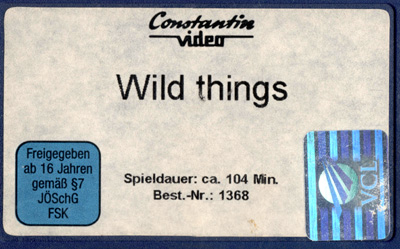 Constantin
video
Wild things
Freigegeben
ab 16 Jahren
gemäß §7
JÖSchG
FSK
Spieldauer: ca. 104 Min.
Best.-Nr.: 1368
VCL